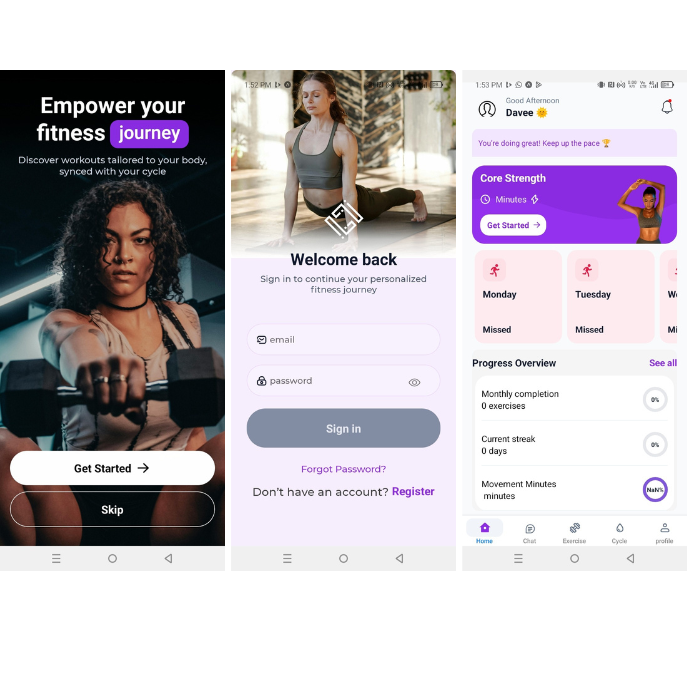 Empower your
fitness journey
Discover workouts tailored to your body,
synced with your cycle
Get Started →
Skip
1:52 PM
Welcome back
Sign in to continue your personalized
fitness journey
email
password
Sign in
Forgot Password?
Don't have an account? Register
1:53 PM
Good Afternoon
Davee 🌞
You're doing great! Keep up the pace 🏆
Core Strength
Minutes
Get Started →
Monday
Missed
Tuesday
Missed
Progress Overview See all
Monthly completion
0 exercises
0%
Current streak
0 days
0%
Movement Minutes
minutes
NaN%
Home Chat Exercise Cycle profile